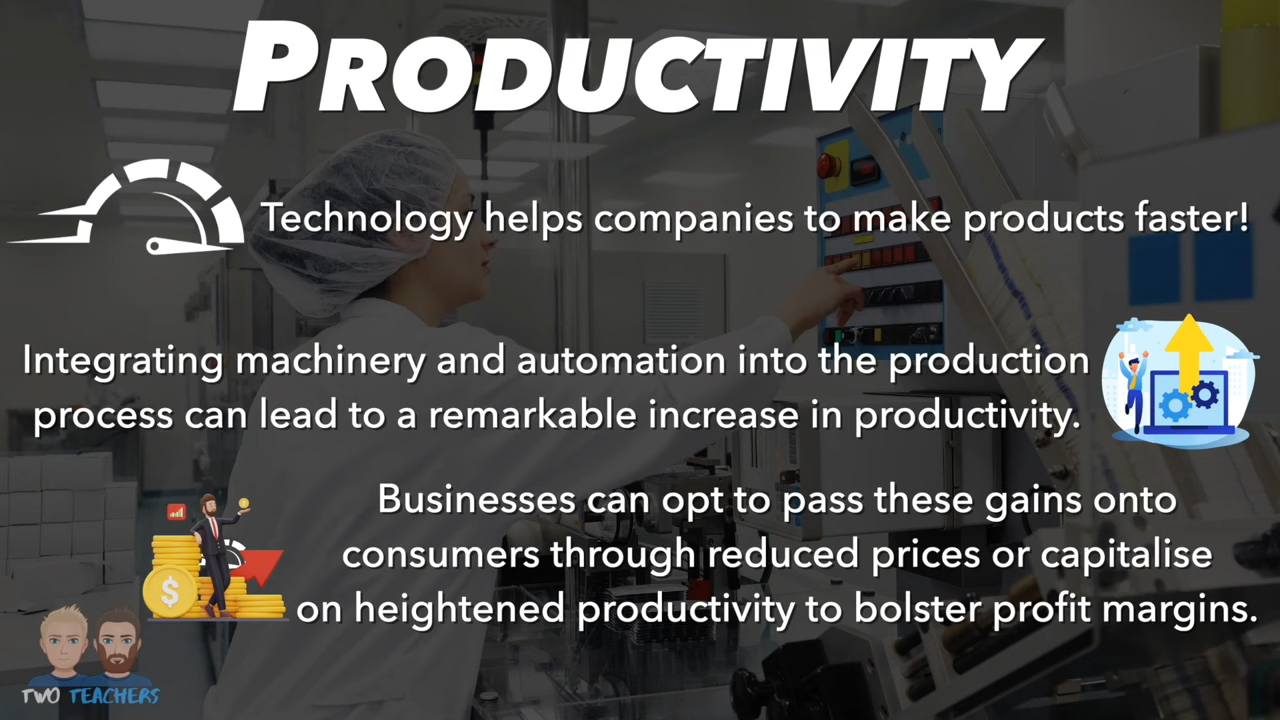 PRODUCTIVITY
Technology helps companies to make products faster!
Integrating machinery and automation into the production
process can lead to a remarkable increase in productivity.
Businesses can opt to pass these gains onto
consumers through reduced prices or capitalise
on heightened productivity to bolster profit margins.
$
TWO TEACHERS